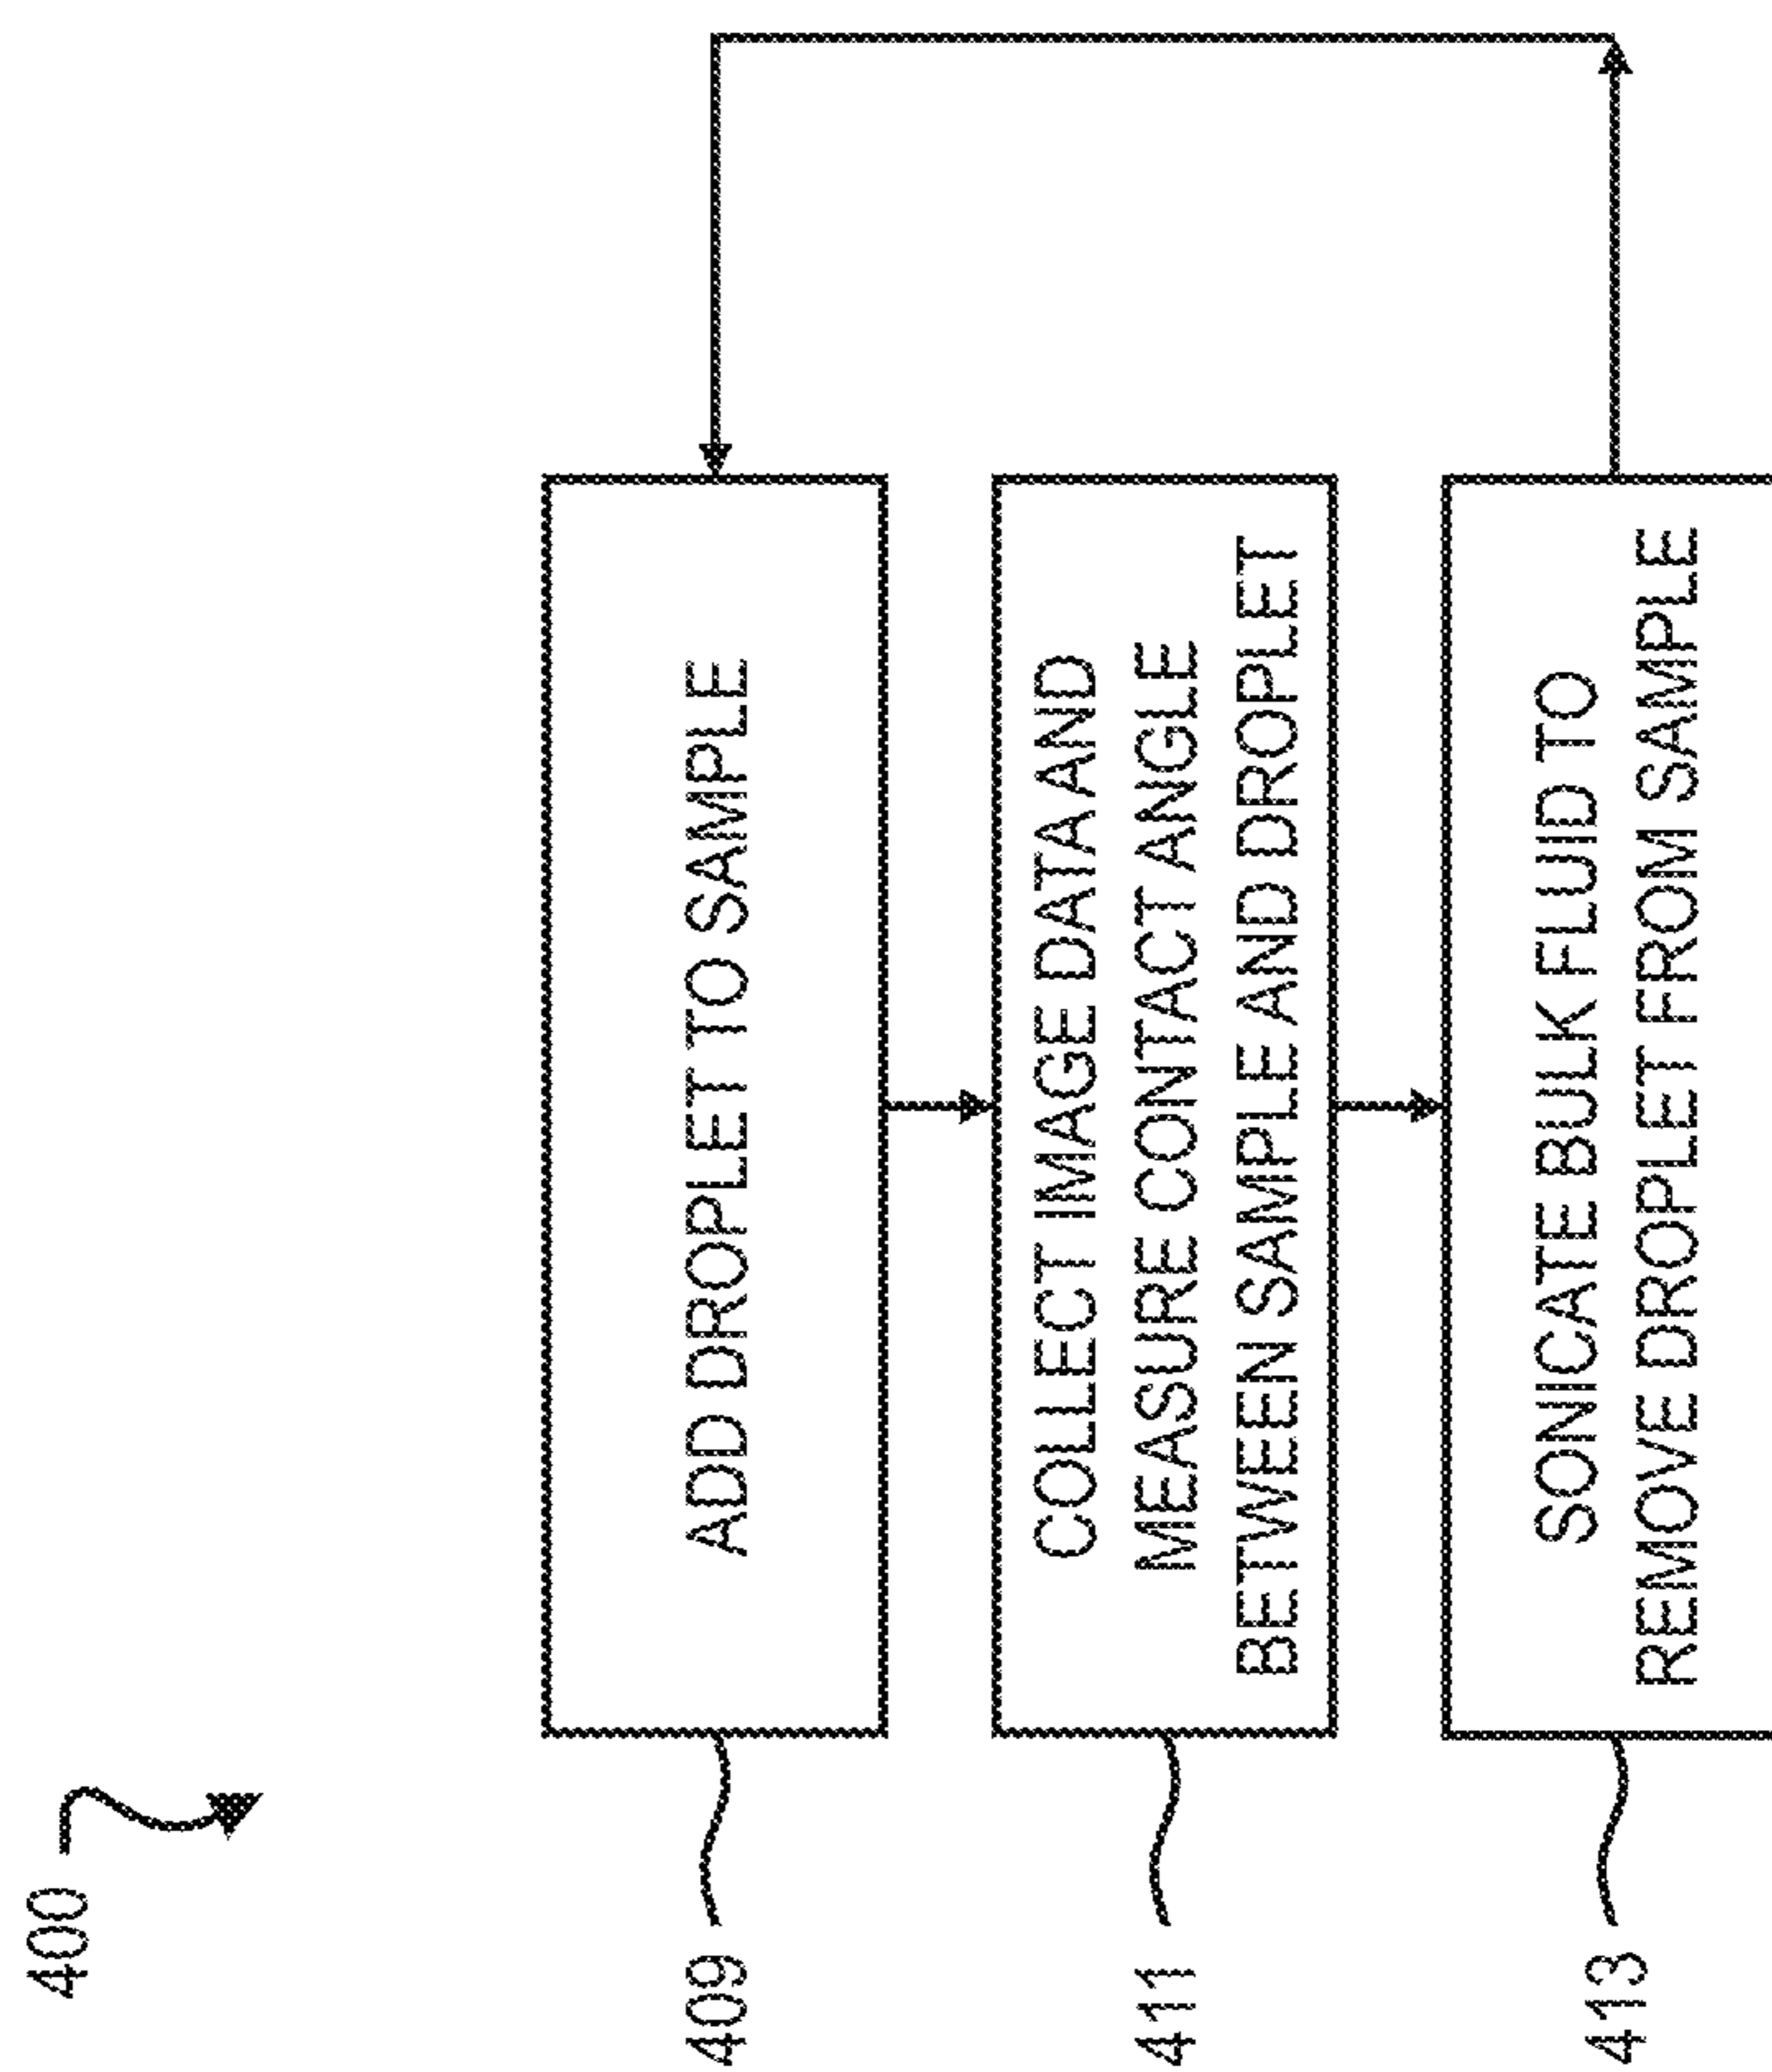 400
409
ADD DROPLET TO SAMPLE
411
COLLECT IMAGE DATA AND
MEASURE CONTACT ANGLE
BETWEEN SAMPLE AND DROPLET
413
SONICATE BULK FLUID TO
REMOVE DROPLET FROM SAMPLE